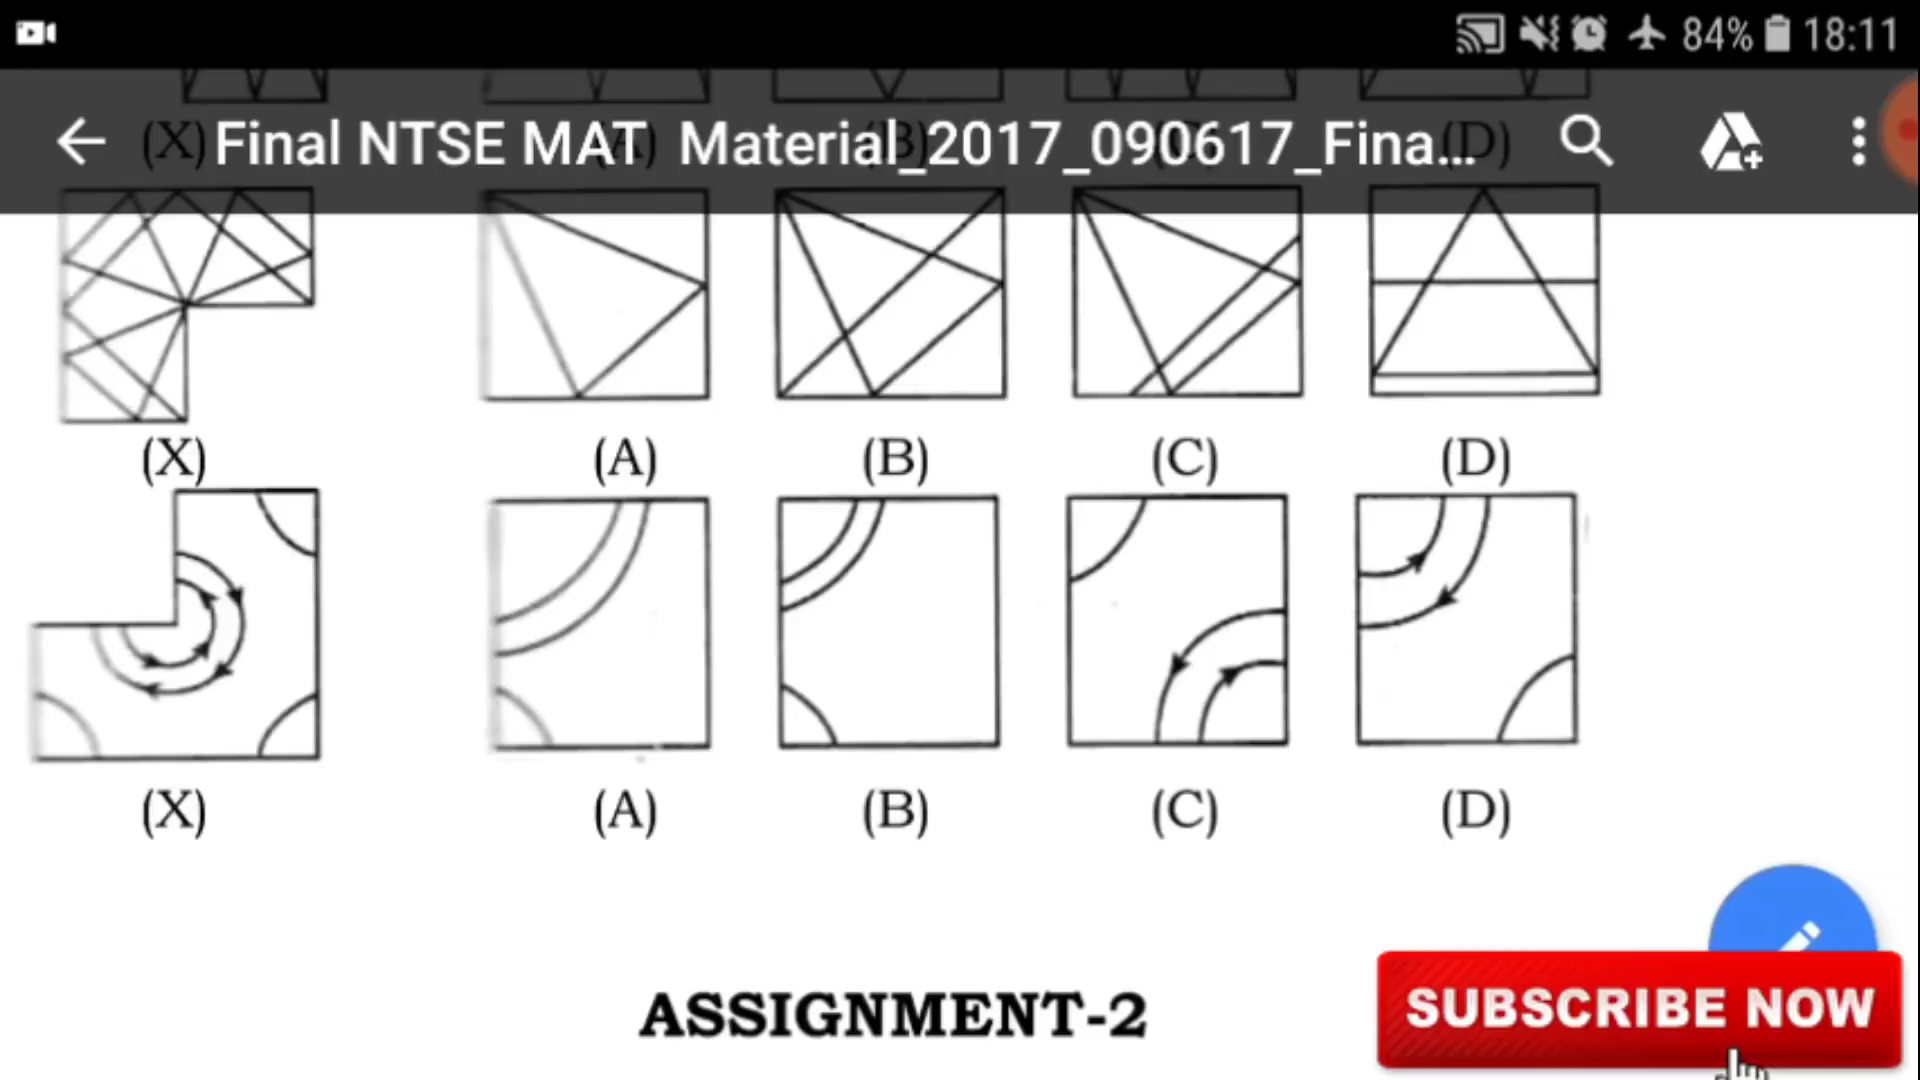 84% 18:11
(X) (A) (B) (C) (D)
Final NTSE MAT Material_2017_090617_Fina...
(X) (A) (B) (C) (D)
(X) (A) (B) (C) (D)
ASSIGNMENT-2
SUBSCRIBE NOW